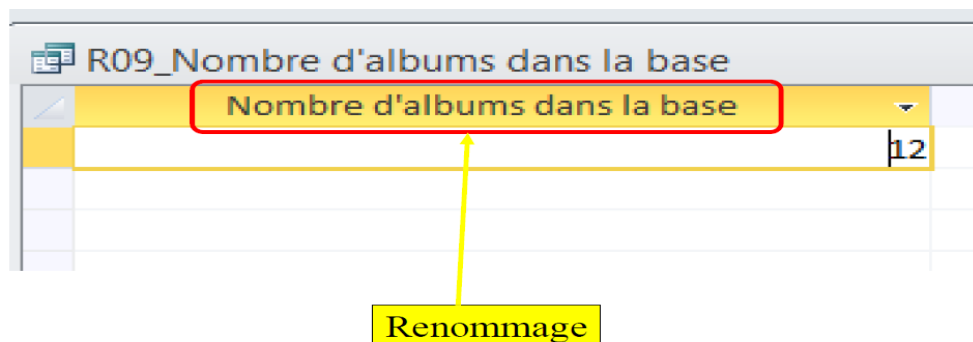 R09_Nombre d'albums dans la base
Nombre d'albums dans la base
12
Renommage